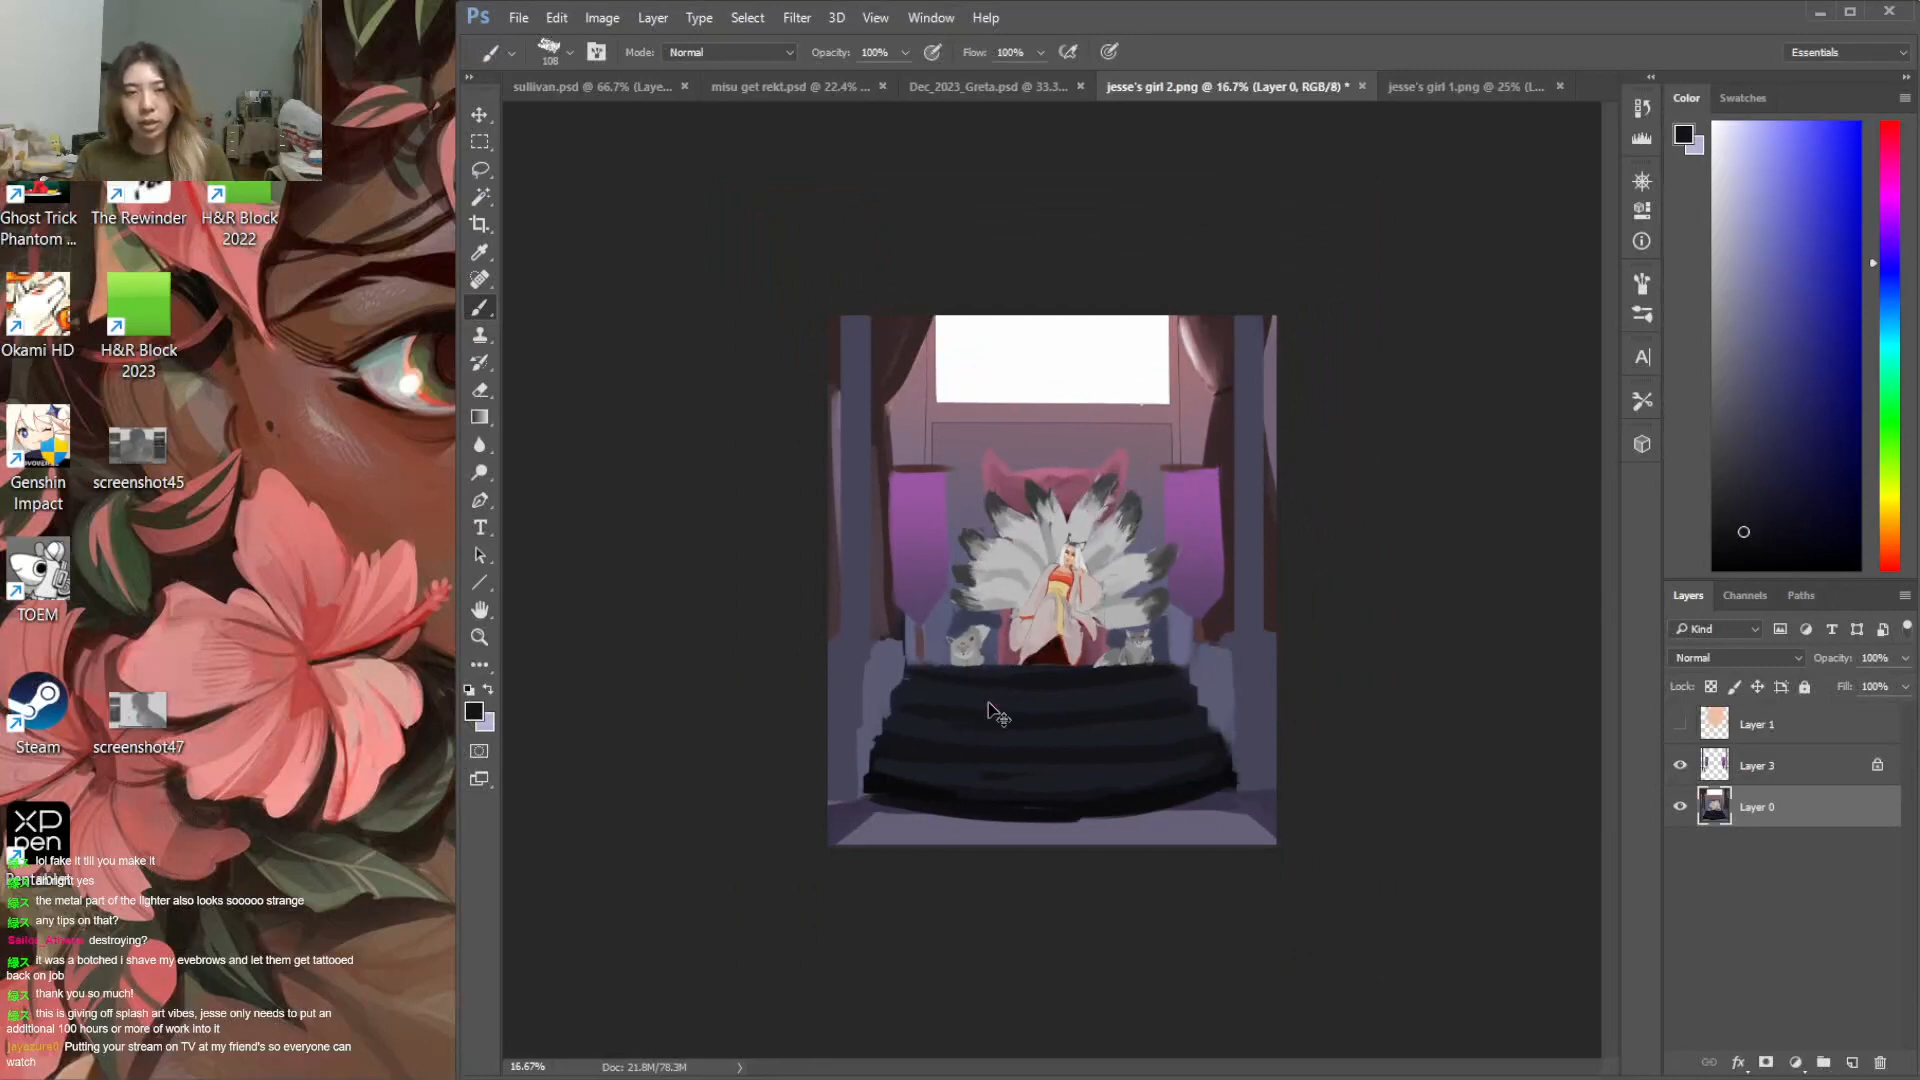 Ps File Edit Image Layer Type Select Filter 3D View Window Help
108 Mode: Normal Opacity: 100% Flow: 100% Essentials
sullivan.psd @ 66.7% (Laye... × misu get rekt.psd @ 22.4% ... × Dec_2023_Greta.psd @ 33.3... × jesse's girl 2.png @ 16.7% (Layer 0, RGB/8) * × jesse's girl 1.png @ 25% (L... ×
Color Swatches
Ghost Trick
Phantom ...
The Rewinder
H&R Block
2022
Okami HD
H&R Block
2023
Genshin
Impact
screenshot45
TOEM
Steam
screenshot47
XP
pen
lol fake it till you make it
right yes
the metal part of the lighter also looks sooooo strange
any tips on that?
destroying?
it was a botched i shave my eyebrows and let them get tattooed
back on job
thank you so much!
this is giving off splash art vibes, jesse only needs to put an
additional 100 hours or more of work into it
Putting your stream on TV at my friend's so everyone can
watch
Layers Channels Paths
Kind
Normal Opacity: 100%
Lock: Fill: 100%
Layer 1
Layer 3
Layer 0
16.67% Doc: 21.8M/78.3M